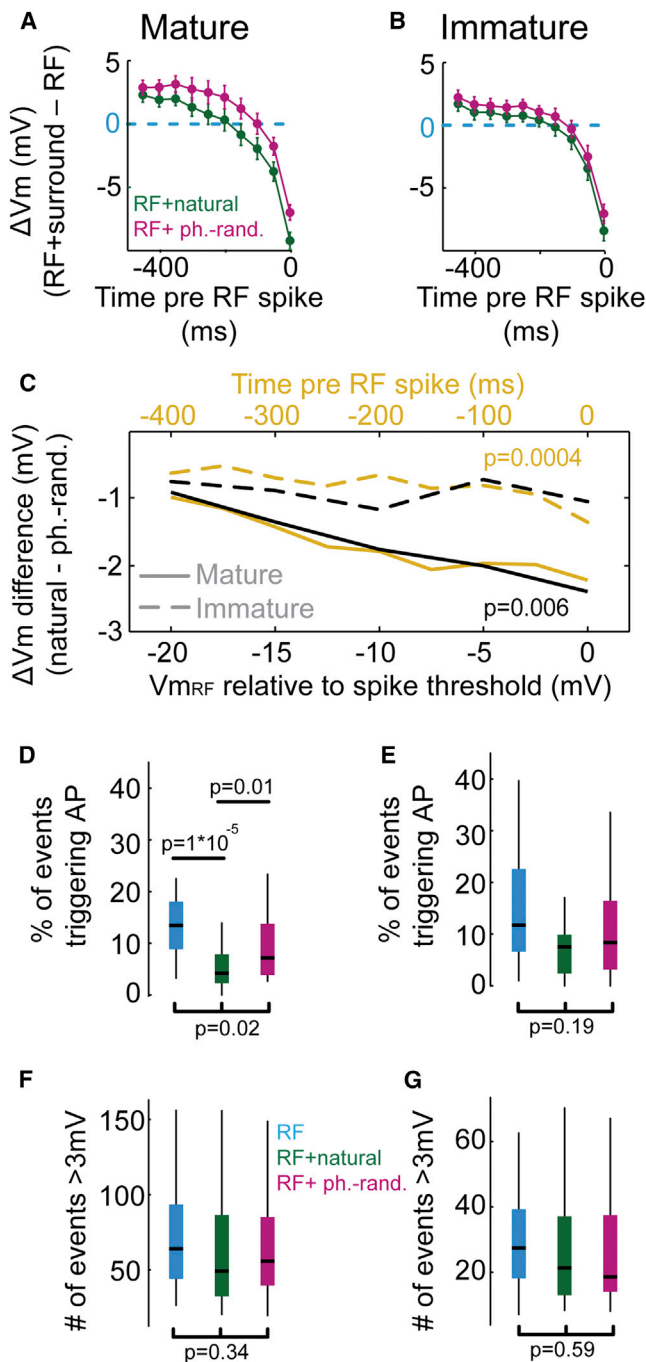 A Mature
B Immature
ΔVm (mV)
(RF+surround – RF)
5
0
-5
RF+natural
RF+ ph.-rand.
-400 0
Time pre RF spike
(ms)
5
0
-5
-400 0
Time pre RF spike
(ms)
C
Time pre RF spike (ms)
-400 -300 -200 -100 0
ΔVm difference (mV)
(natural - ph.-rand.)
-1
-2
-3
p=0.0004
Mature
Immature
p=0.006
-20 -15 -10 -5 0
VmRF relative to spike threshold (mV)
D
% of events
triggering AP
40
30
20
10
0
p=0.01
p=1*10-5
p=0.02
E
% of events
triggering AP
40
30
20
10
0
p=0.19
F
# of events >3mV
150
100
50
RF
RF+natural
RF+ ph.-rand.
p=0.34
G
# of events >3mV
60
40
20
p=0.59